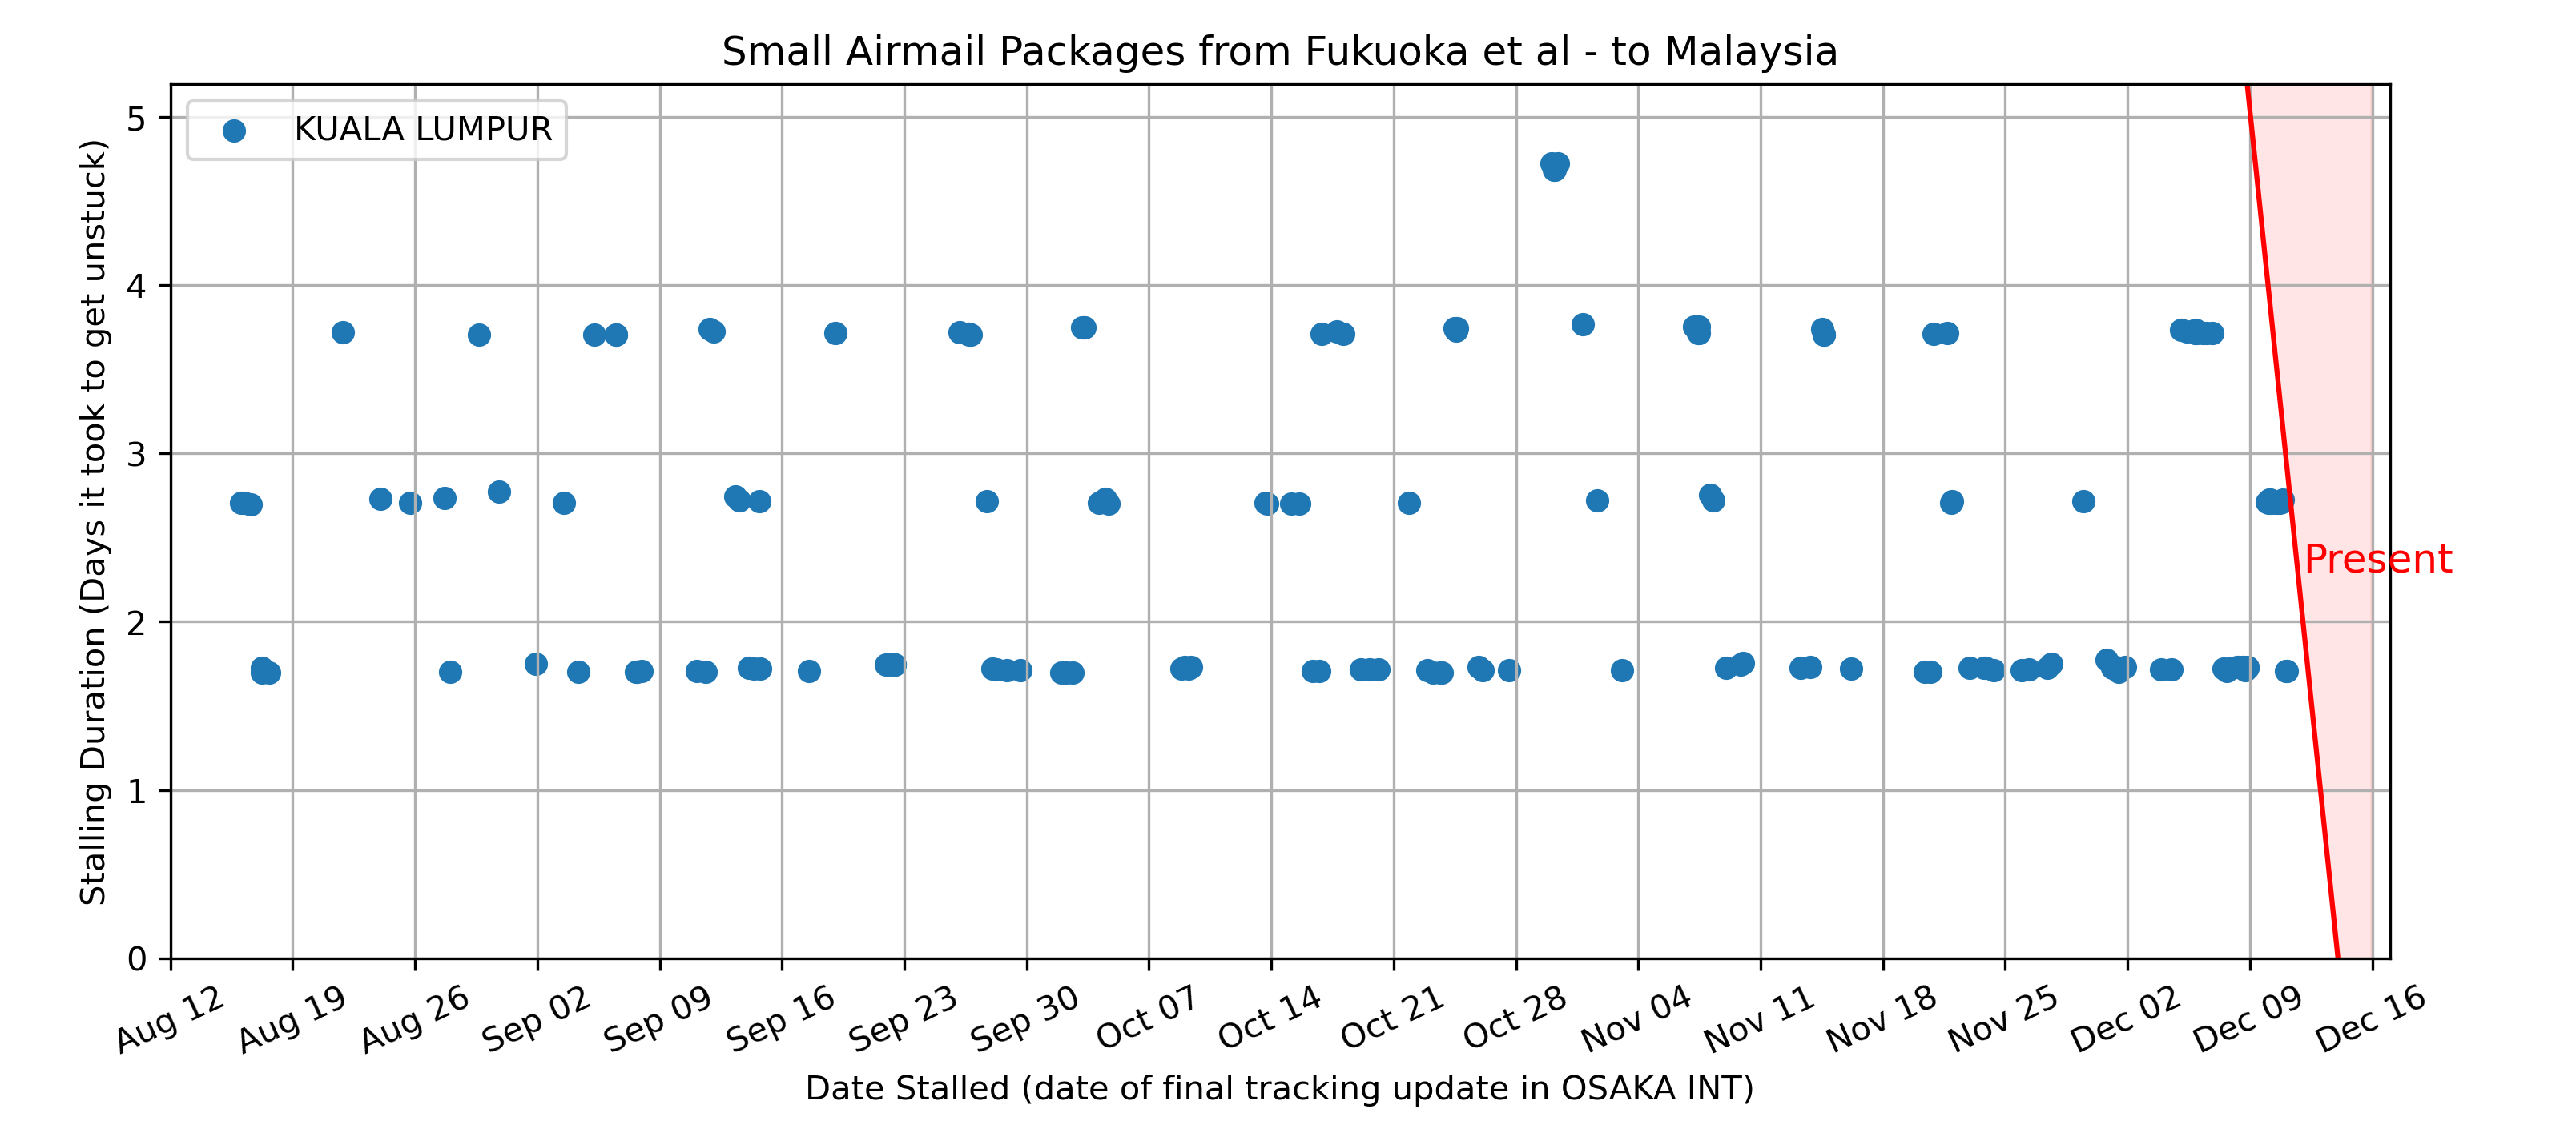 Small Airmail Packages from Fukuoka et al - to Malaysia
KUALA LUMPUR
Stalling Duration (Days it took to get unstuck)
5
4
3
2
1
0
Present
Aug 12
Aug 19
Aug 26
Sep 02
Sep 09
Sep 16
Sep 23
Sep 30
Oct 07
Oct 14
Oct 21
Oct 28
Nov 04
Nov 11
Nov 18
Nov 25
Dec 02
Dec 09
Dec 16
Date Stalled (date of final tracking update in OSAKA INT)